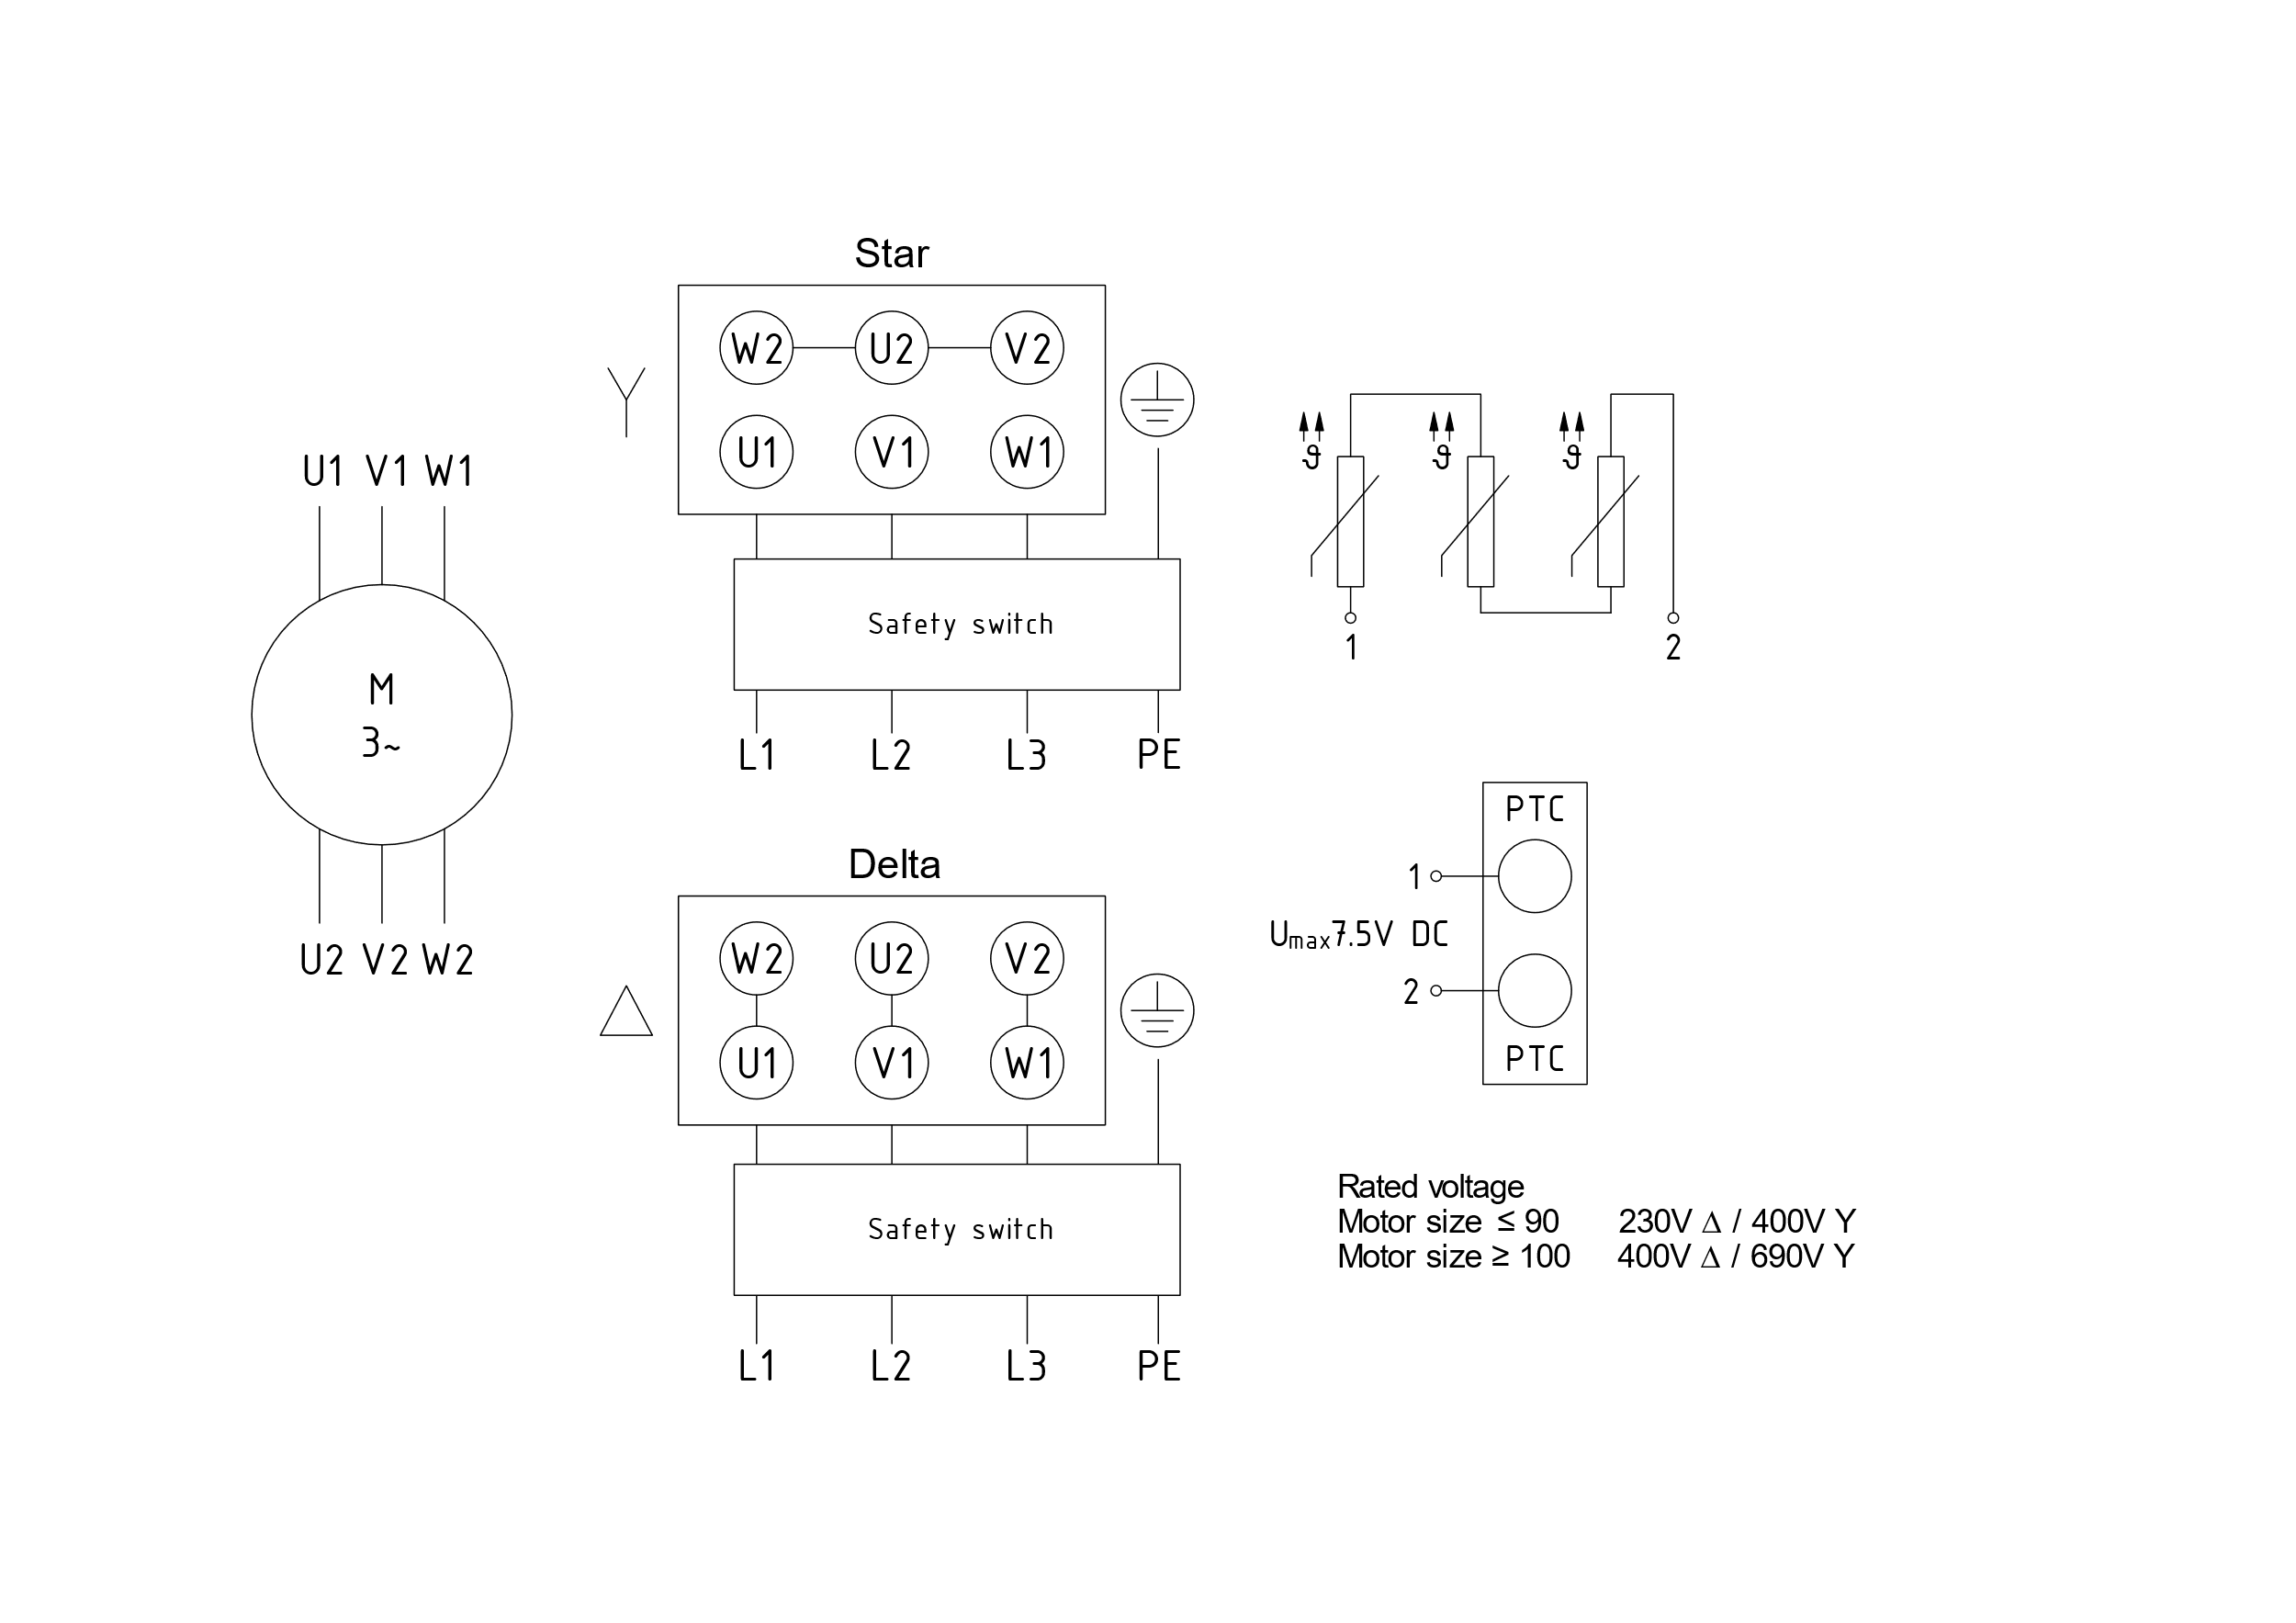 Star
W2 U2 V2
U1 V1 W1
Safety switch
L1 L2 L3 PE
U1 V1 W1
M
3~
U2 V2 W2
Delta
W2 U2 V2
U1 V1 W1
Safety switch
L1 L2 L3 PE
ϑ ϑ ϑ
1 2
PTC
1
Umax7.5V DC
2
PTC
Rated voltage
Motor size ≤ 90 230V Δ / 400V Y
Motor size ≥ 100 400V Δ / 690V Y